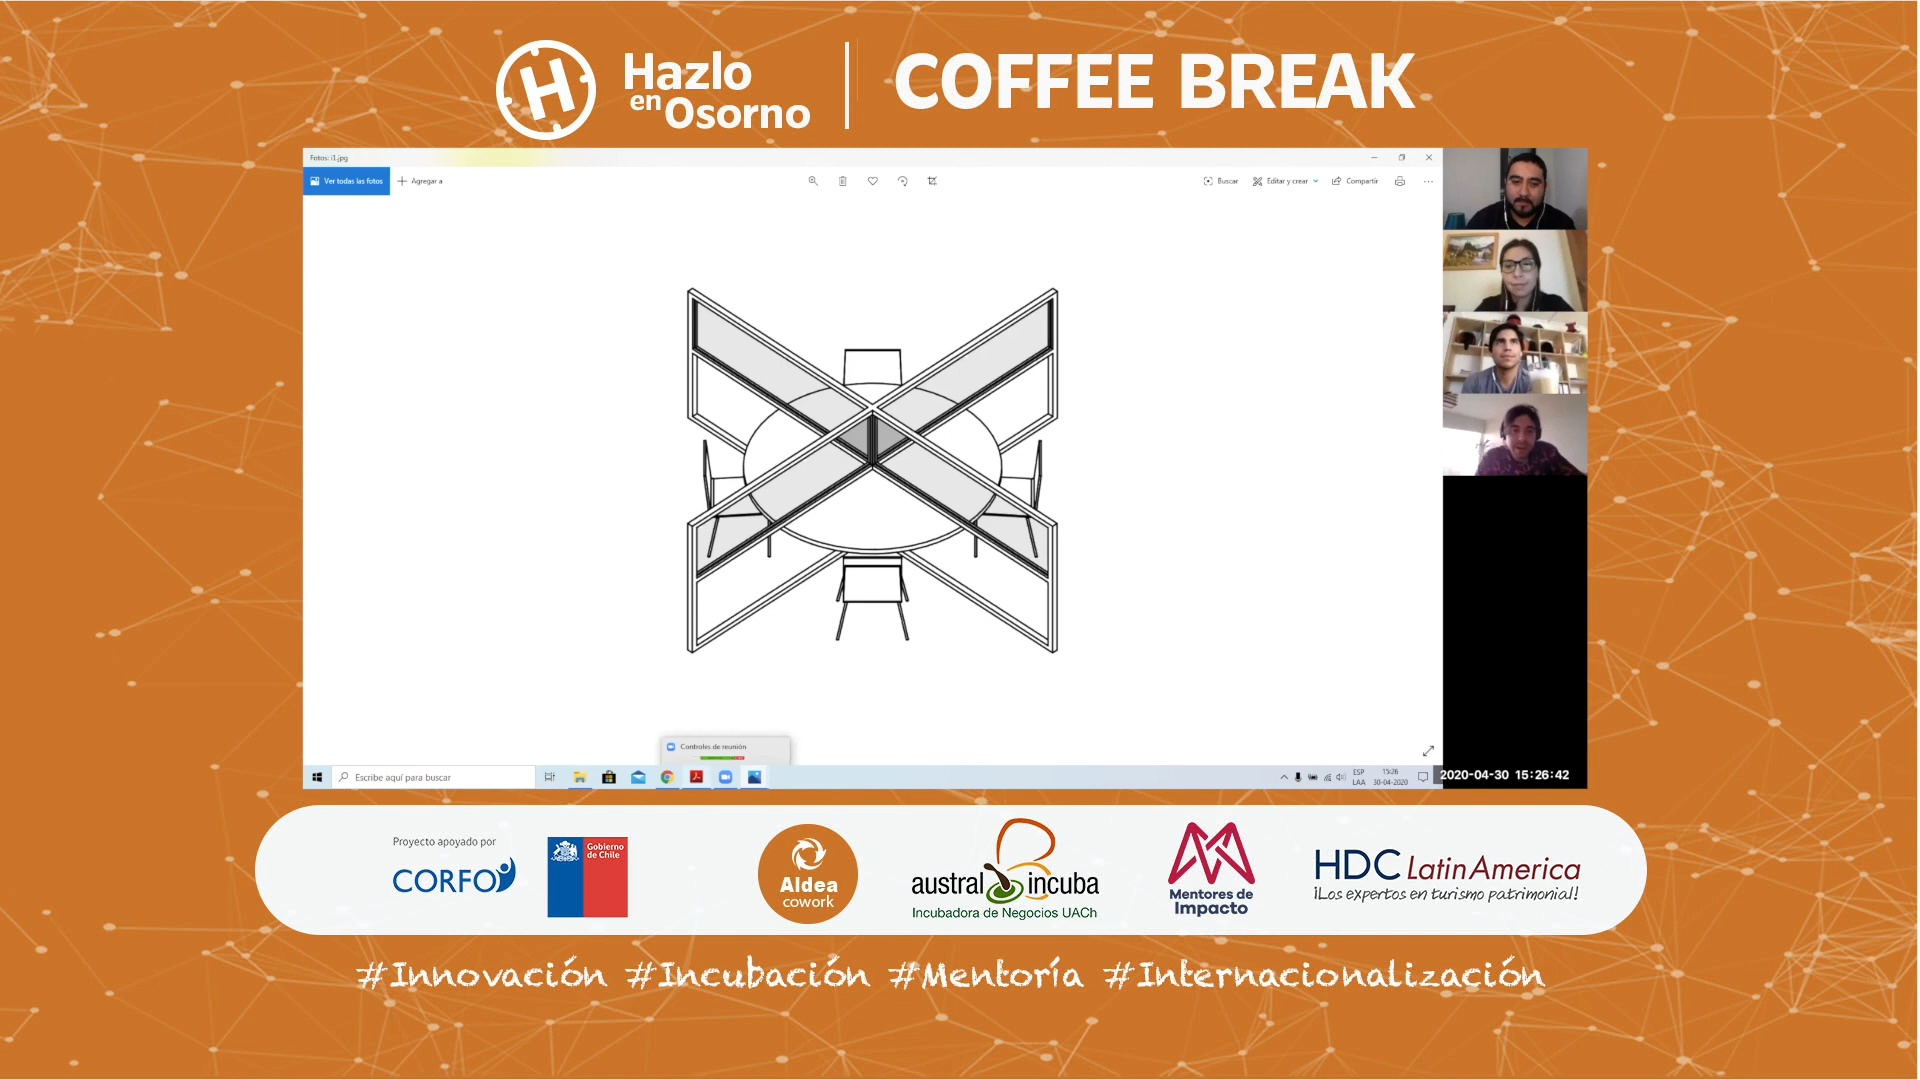 H
Hazlo
en Osorno
COFFEE BREAK
Fotos: i1.jpg
Ver todas las fotos
Agregar a
Buscar
Editar y crear
Compartir
Controles de reunión
Escribe aquí para buscar
ESP
LAA
15:26
30-04-2020
2020-04-30 15:26:42
Proyecto apoyado por
CORFO
Gobierno
de Chile
Aldea
cowork
austral incuba
Incubadora de Negocios UACh
Mentores de
Impacto
HDC LatinAmerica
¡Los expertos en turismo patrimonial!
#Innovación #Incubación #Mentoría #Internacionalización